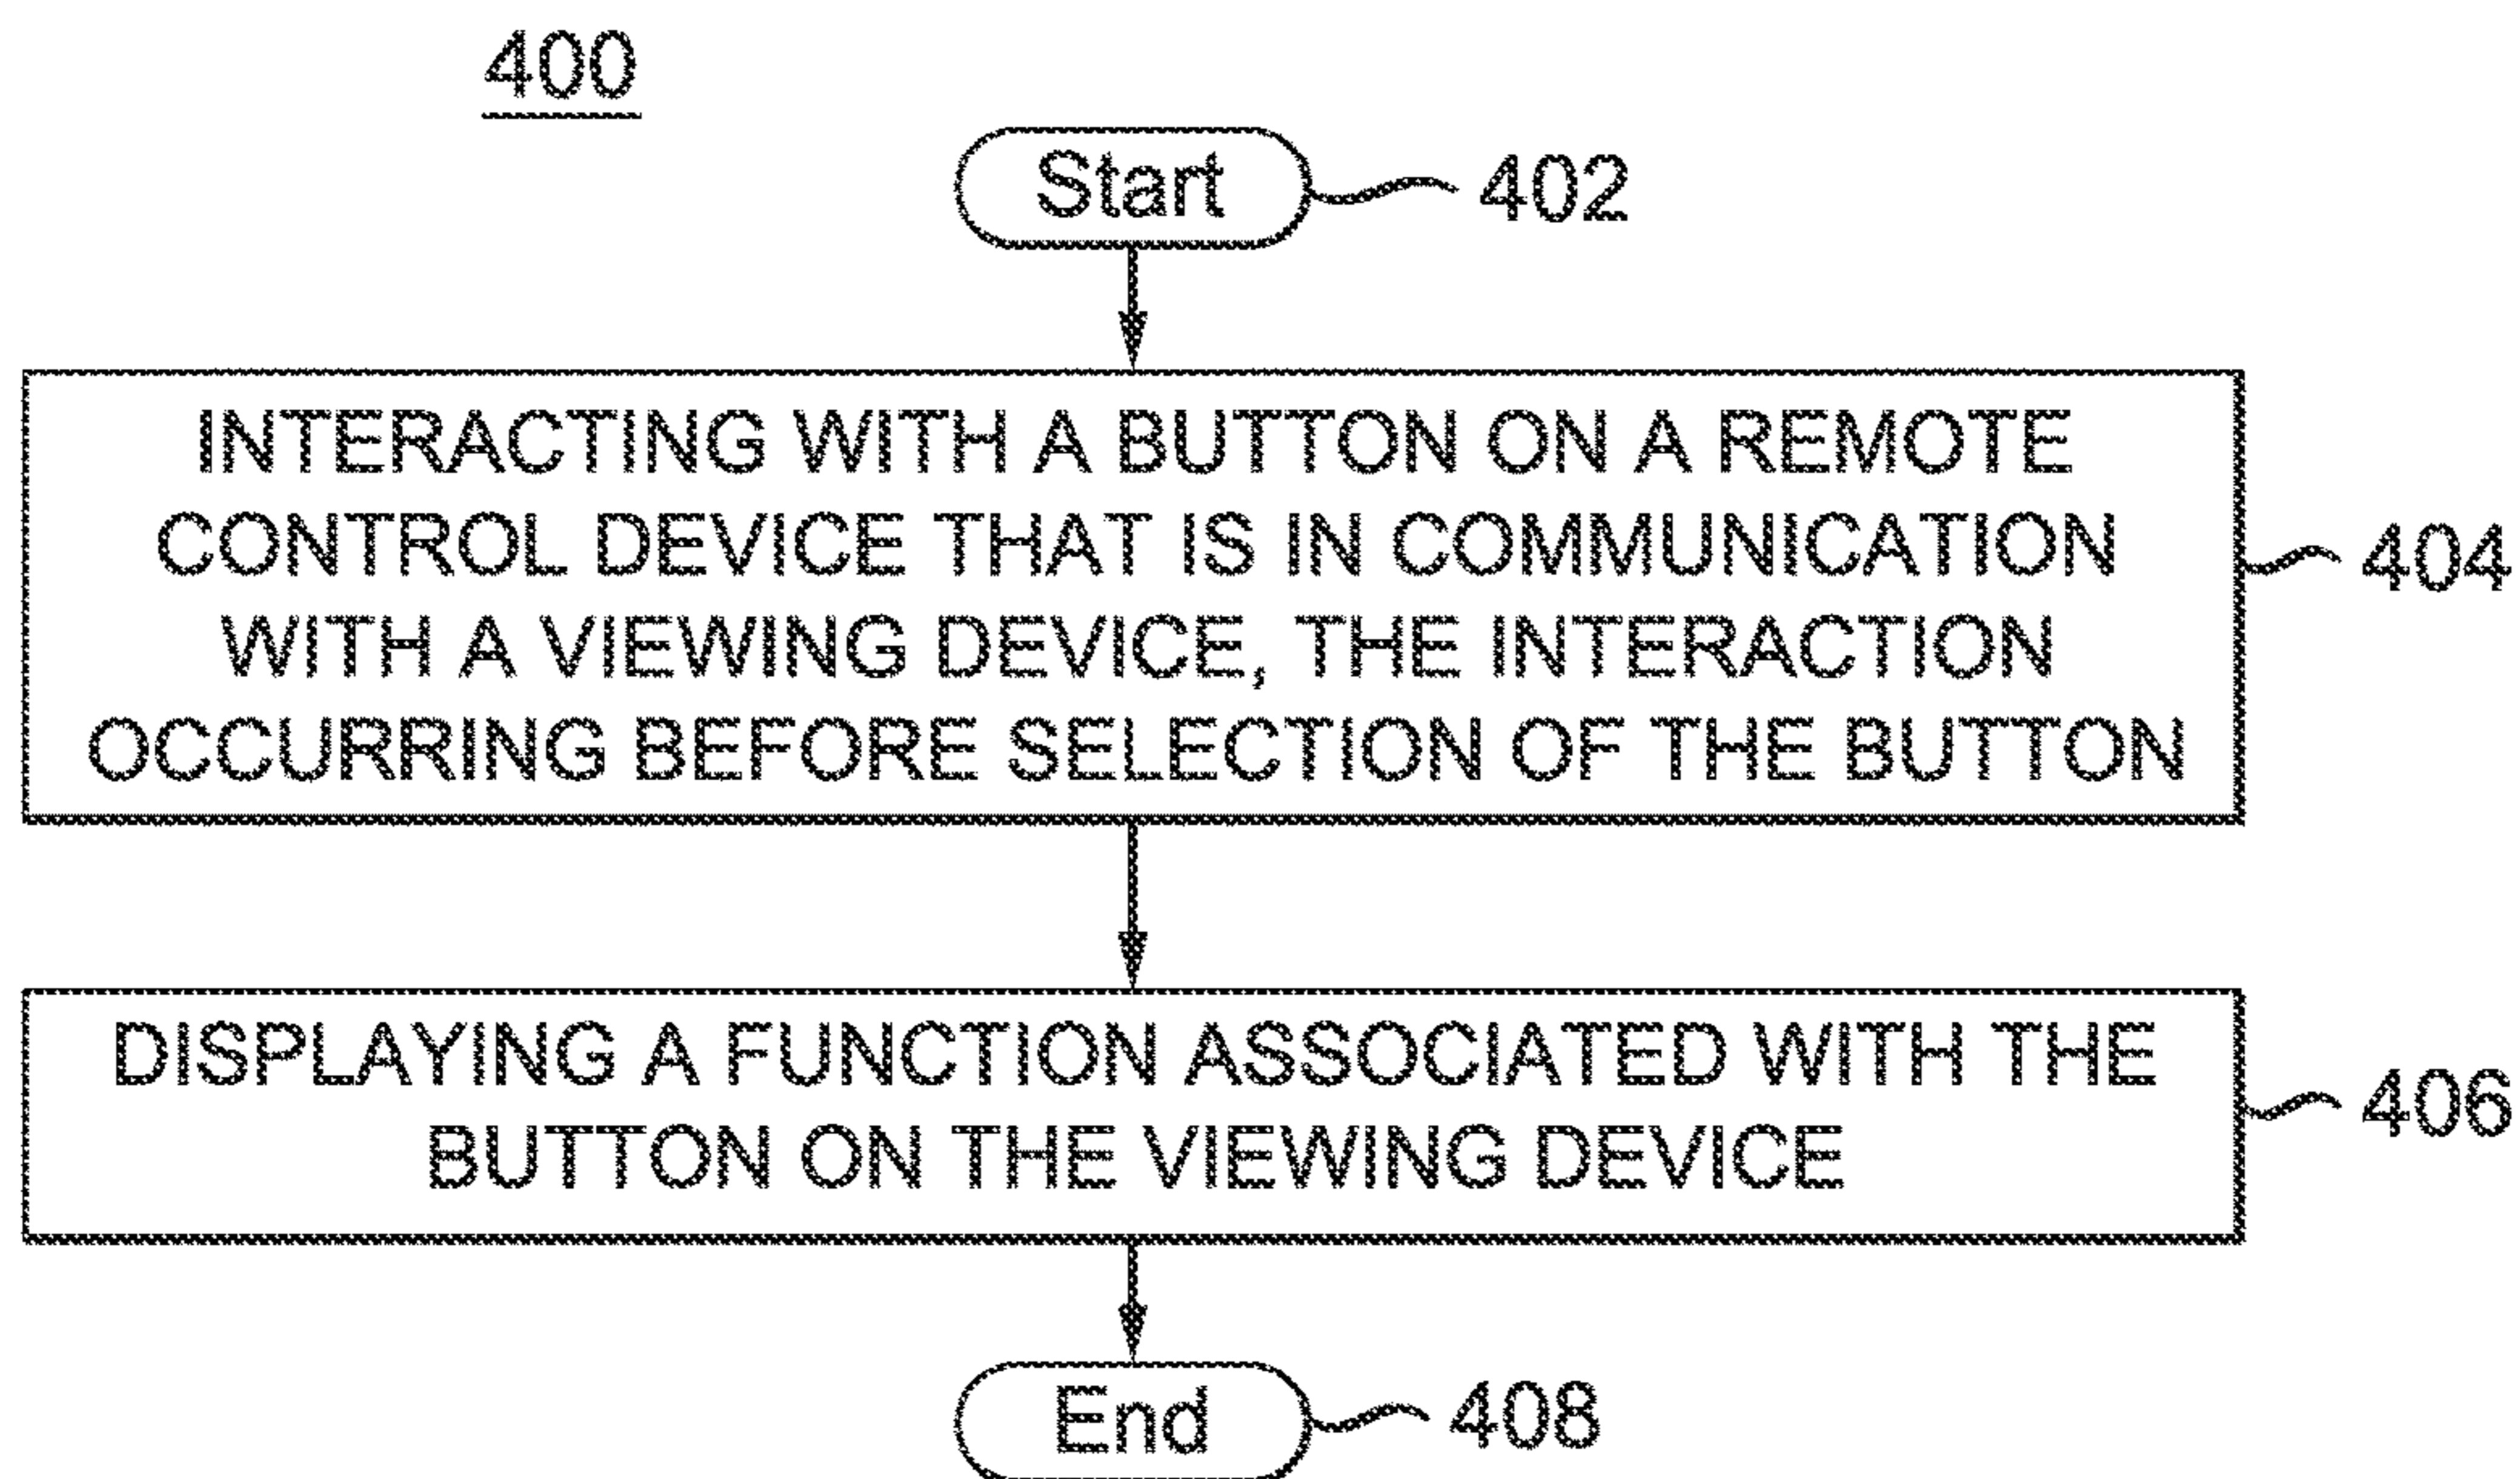 400
Start
402
INTERACTING WITH A BUTTON ON A REMOTE
CONTROL DEVICE THAT IS IN COMMUNICATION
WITH A VIEWING DEVICE, THE INTERACTION
OCCURRING BEFORE SELECTION OF THE BUTTON
404
DISPLAYING A FUNCTION ASSOCIATED WITH THE
BUTTON ON THE VIEWING DEVICE
406
End
408